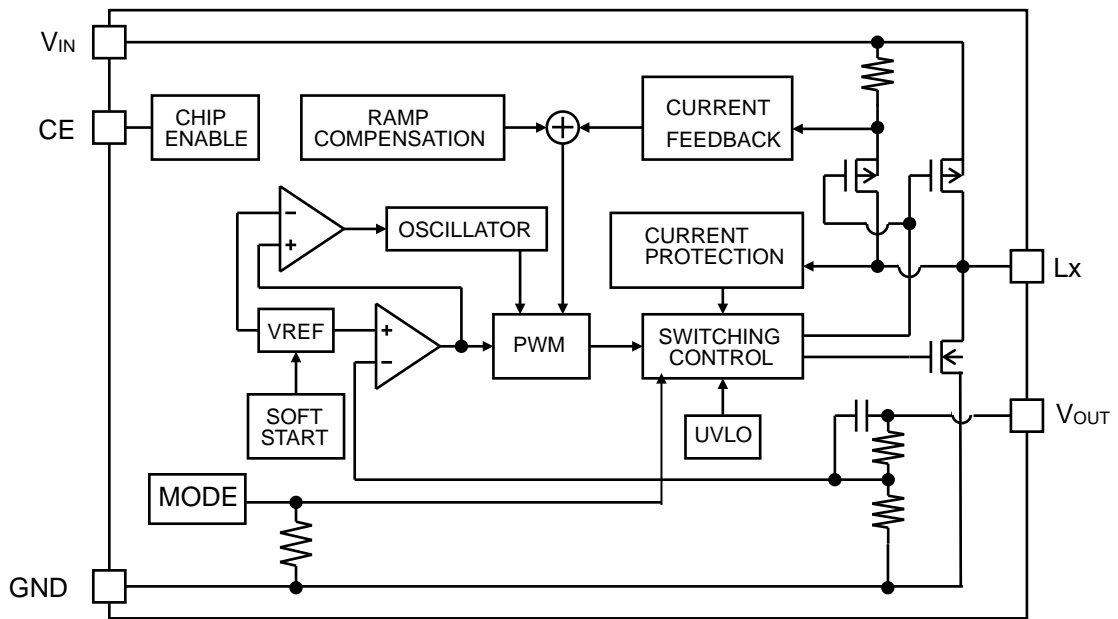 VIN
CE
CHIP
ENABLE
RAMP
COMPENSATION
+
CURRENT
FEEDBACK
−
+
OSCILLATOR
CURRENT
PROTECTION
Lx
VREF
+
−
PWM
SWITCHING
CONTROL
SOFT
START
UVLO
VOUT
MODE
GND